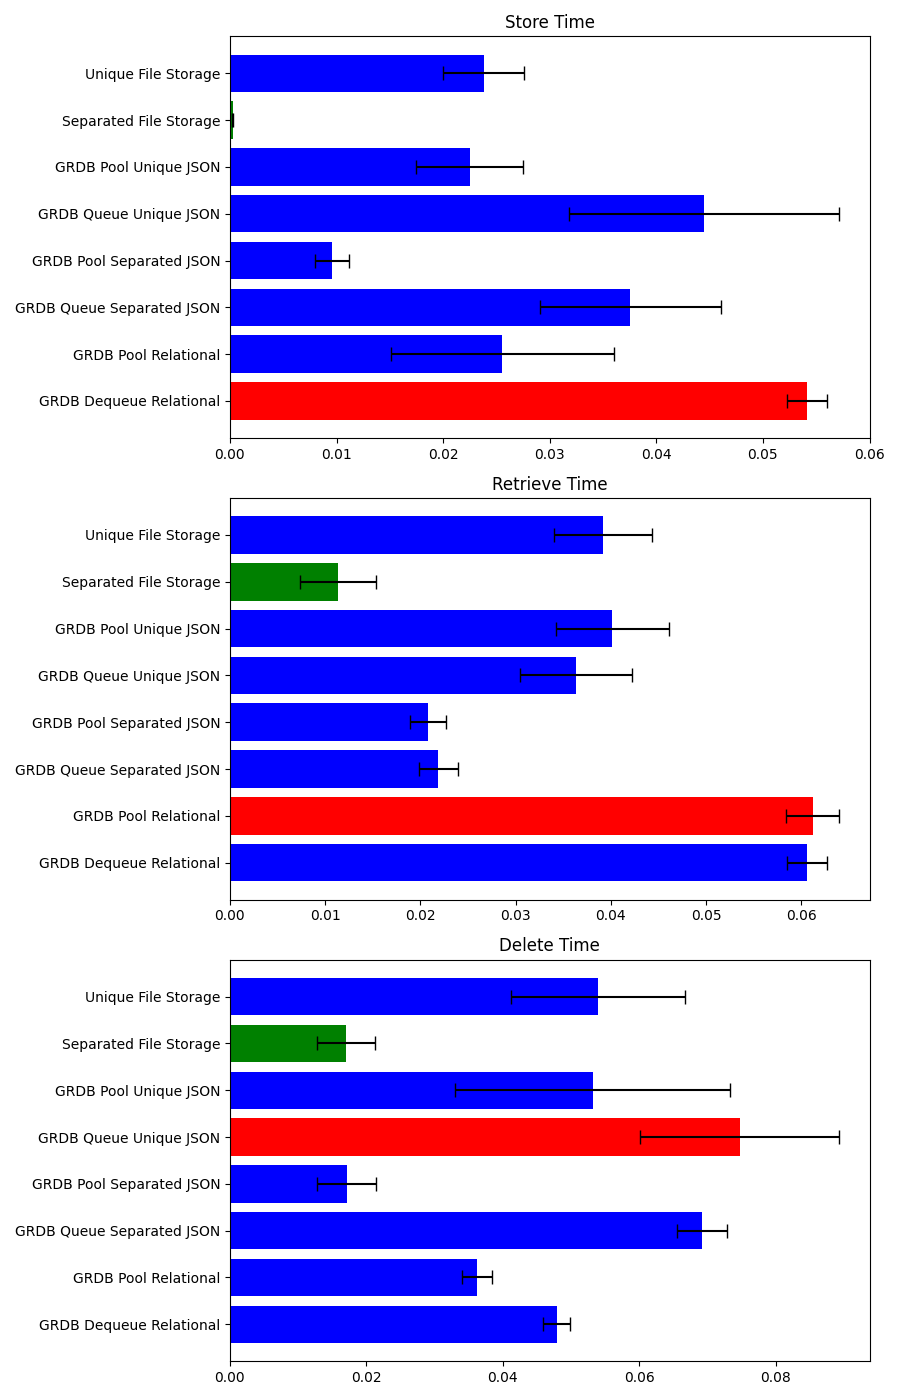 Store Time
Unique File Storage
Separated File Storage
GRDB Pool Unique JSON
GRDB Queue Unique JSON
GRDB Pool Separated JSON
GRDB Queue Separated JSON
GRDB Pool Relational
GRDB Dequeue Relational
0.00 0.01 0.02 0.03 0.04 0.05 0.06
Retrieve Time
Unique File Storage
Separated File Storage
GRDB Pool Unique JSON
GRDB Queue Unique JSON
GRDB Pool Separated JSON
GRDB Queue Separated JSON
GRDB Pool Relational
GRDB Dequeue Relational
0.00 0.01 0.02 0.03 0.04 0.05 0.06
Delete Time
Unique File Storage
Separated File Storage
GRDB Pool Unique JSON
GRDB Queue Unique JSON
GRDB Pool Separated JSON
GRDB Queue Separated JSON
GRDB Pool Relational
GRDB Dequeue Relational
0.00 0.02 0.04 0.06 0.08